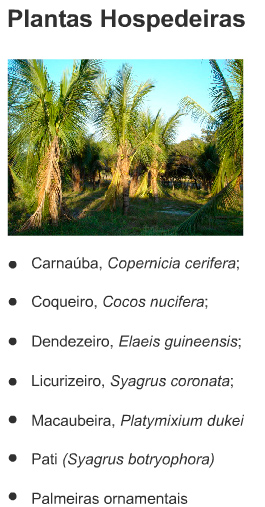 Plantas Hospedeiras
● Carnaúba, Copernicia cerifera;
● Coqueiro, Cocos nucifera;
● Dendezeiro, Elaeis guineensis;
● Licurizeiro, Syagrus coronata;
● Macaubeira, Platymixium dukei
● Pati (Syagrus botryophora)
● Palmeiras ornamentais